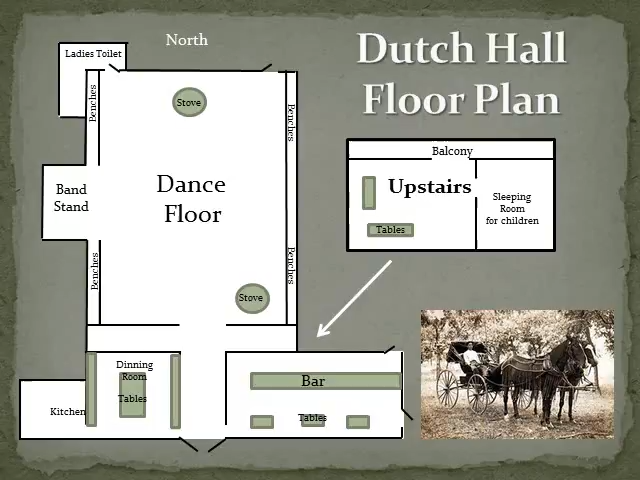 North
Dutch Hall
Floor Plan
Ladies Toilet
Benches
Stove
Benches
Balcony
Band
Stand
Dance
Floor
Upstairs
Sleeping
Room
for children
Tables
Benches
Benches
Stove
Dinning
Room
Tables
Kitchen
Bar
Tables